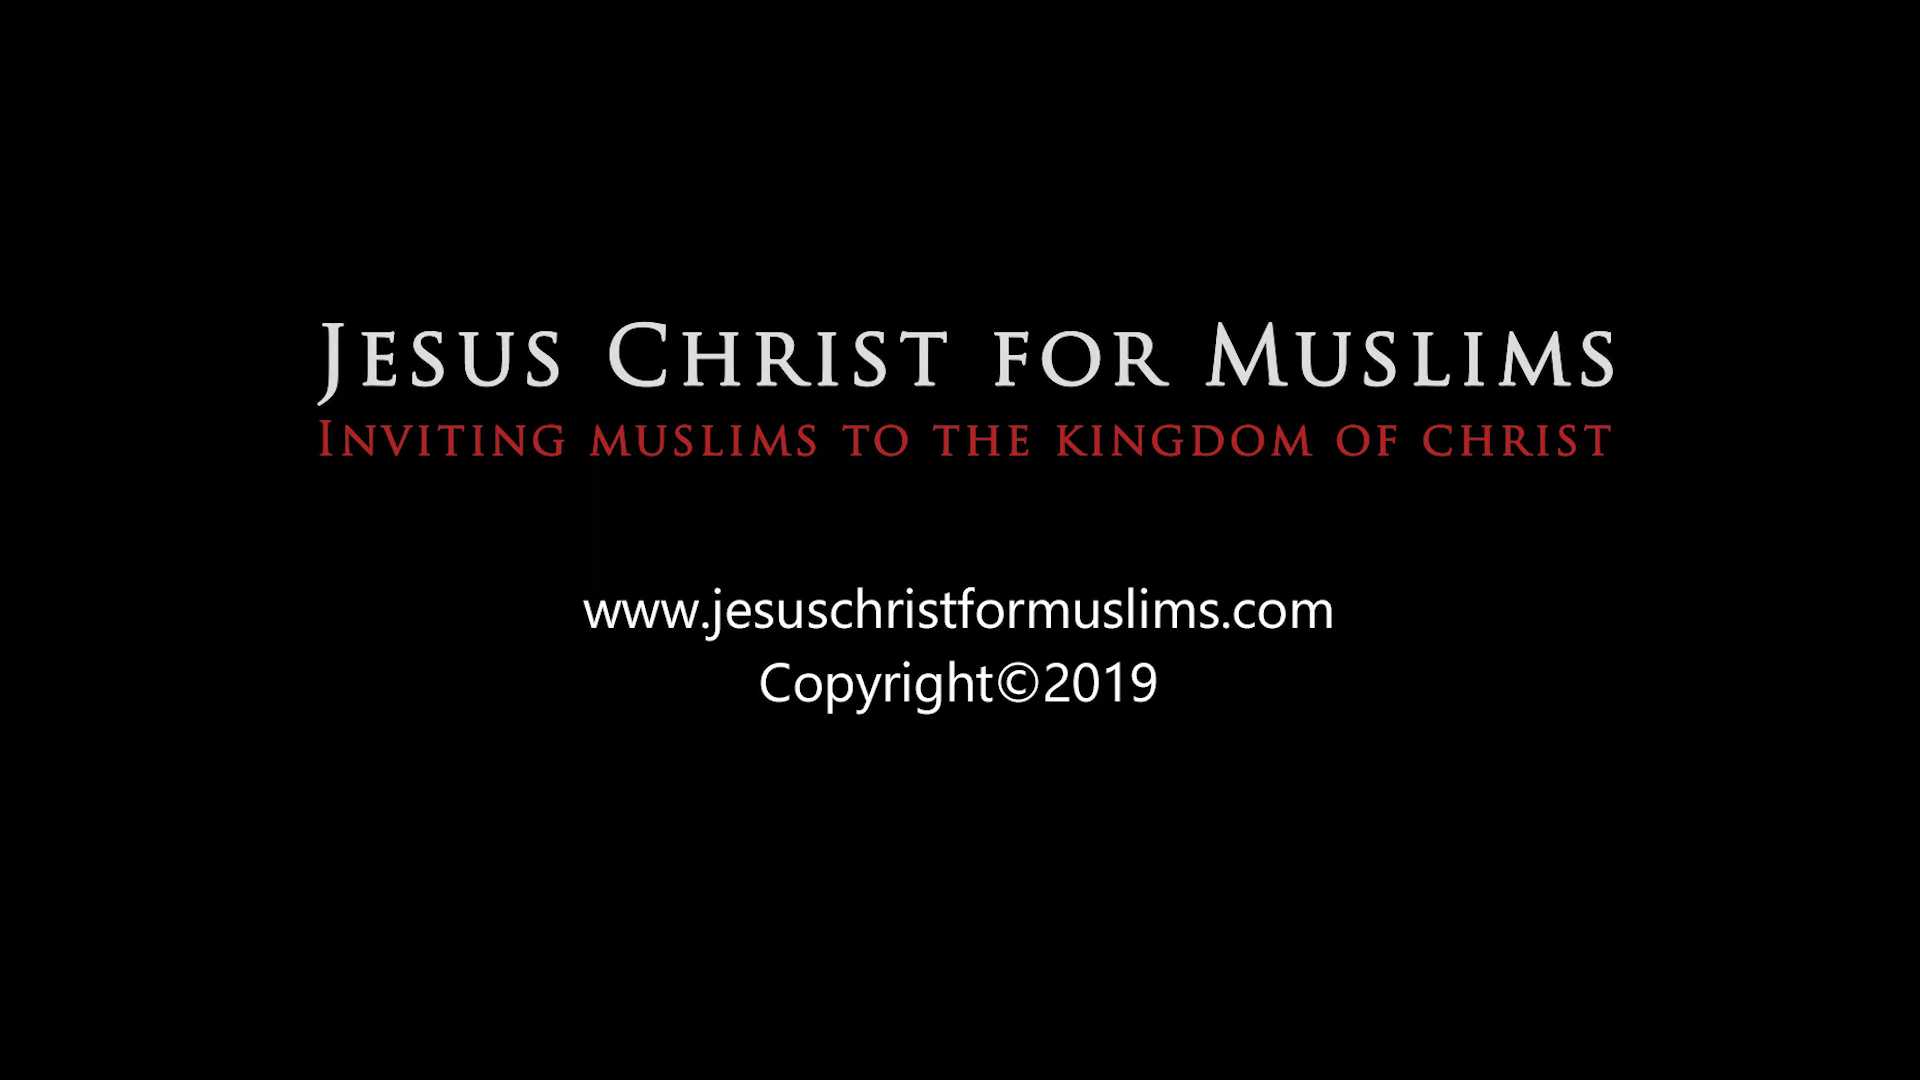 Jesus Christ for Muslims
Inviting muslims to the kingdom of christ
www.jesuschristformuslims.com
Copyright©2019